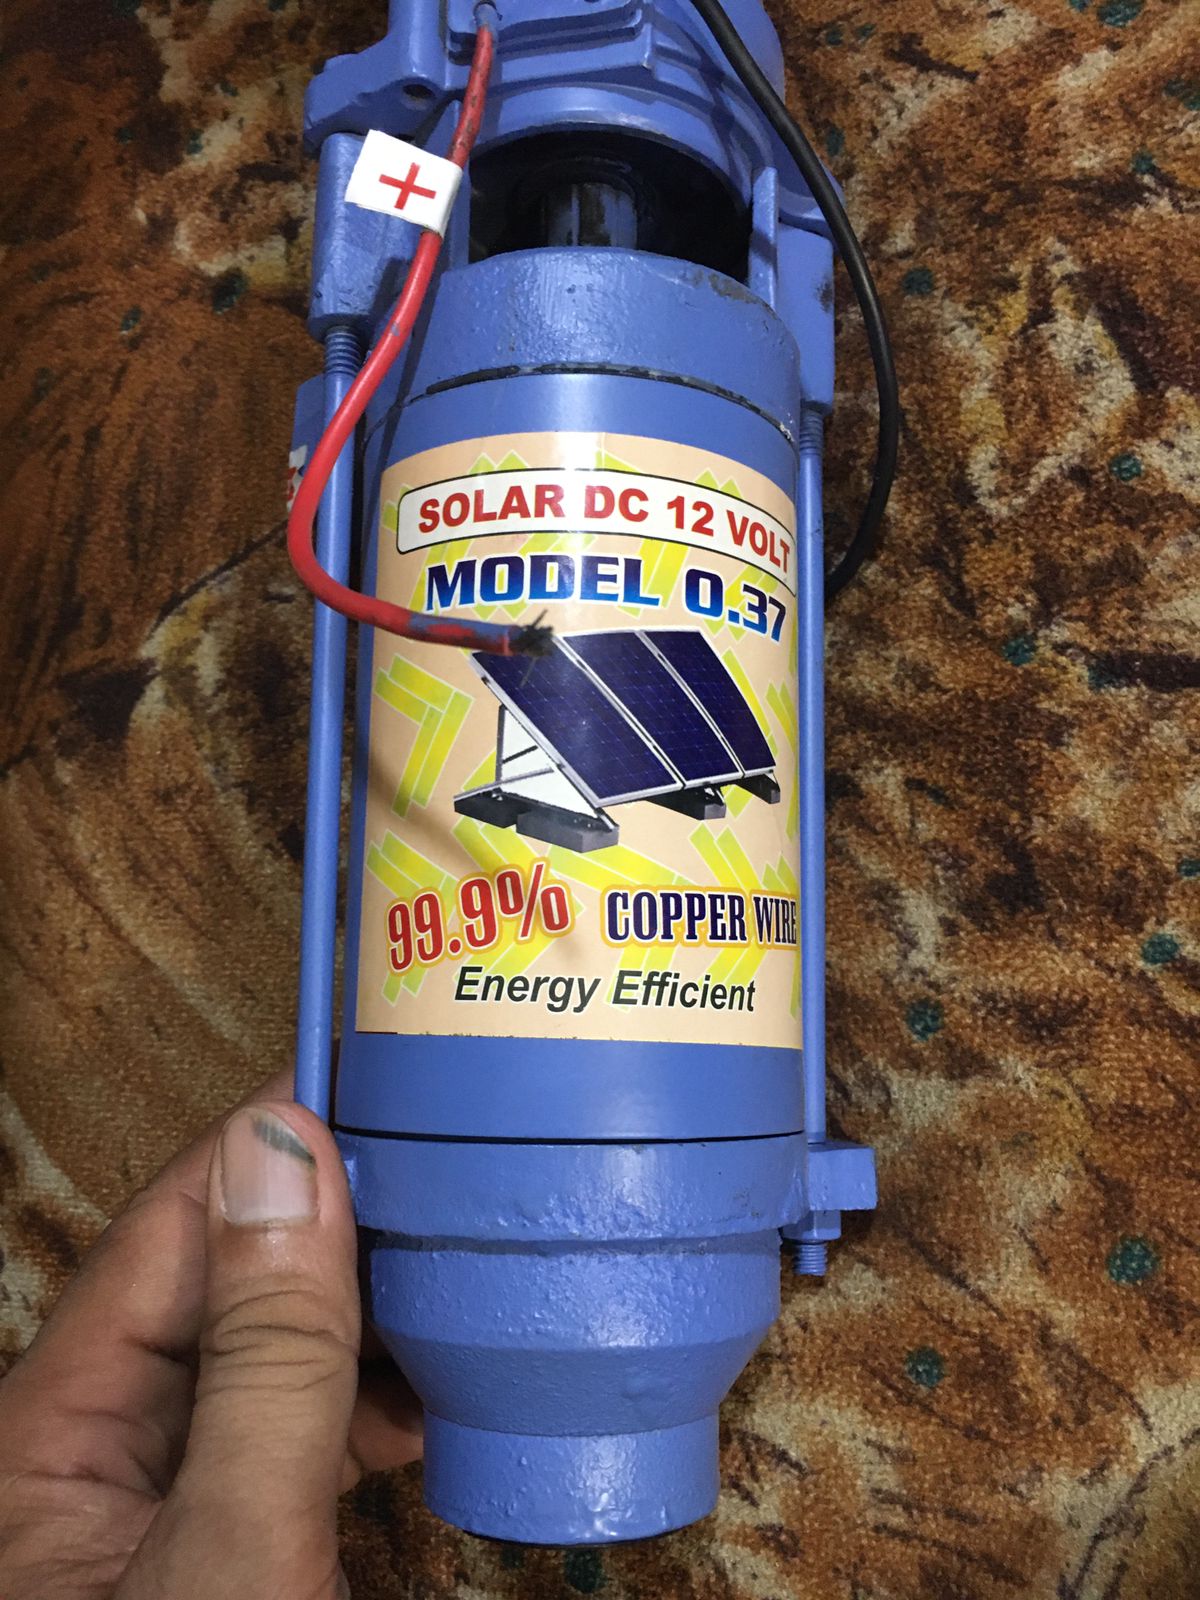 +
SOLAR DC 12 VOLT
MODEL 0.37
99.9% COPPER WIRE
Energy Efficient